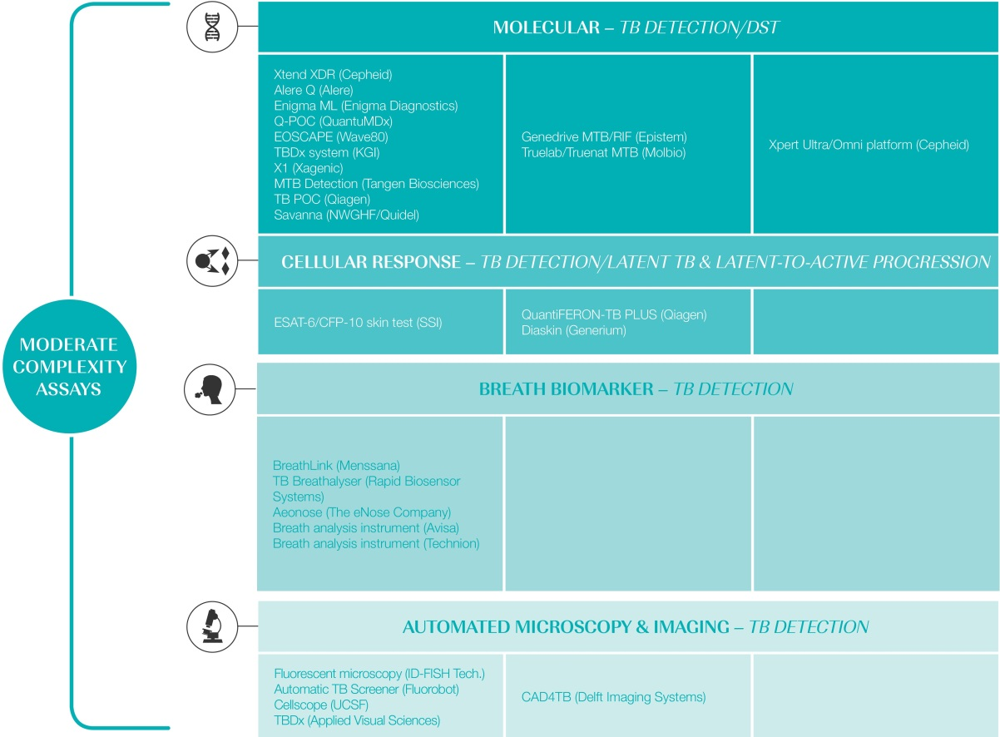 MOLECULAR – TB DETECTION/DST
Xtend XDR (Cepheid)
Alere Q (Alere)
Enigma ML (Enigma Diagnostics)
Q-POC (QuantuMDx)
EOSCAPE (Wave80)
TBDx system (KGI)
X1 (Xagenic)
MTB Detection (Tangen Biosciences)
TB POC (Qiagen)
Savanna (NWGHF/Quidel)
Genedrive MTB/RIF (Epistem)
Truelab/Truenat MTB (Molbio)
Xpert Ultra/Omni platform (Cepheid)
CELLULAR RESPONSE – TB DETECTION/LATENT TB & LATENT-TO-ACTIVE PROGRESSION
ESAT-6/CFP-10 skin test (SSI)
QuantiFERON-TB PLUS (Qiagen)
Diaskin (Generium)
MODERATE
COMPLEXITY
ASSAYS
BREATH BIOMARKER – TB DETECTION
BreathLink (Menssana)
TB Breathalyser (Rapid Biosensor
Systems)
Aeonose (The eNose Company)
Breath analysis instrument (Avisa)
Breath analysis instrument (Technion)
AUTOMATED MICROSCOPY & IMAGING – TB DETECTION
Fluorescent microscopy (ID-FISH Tech.)
Automatic TB Screener (Fluorobot)
Cellscope (UCSF)
TBDx (Applied Visual Sciences)
CAD4TB (Delft Imaging Systems)